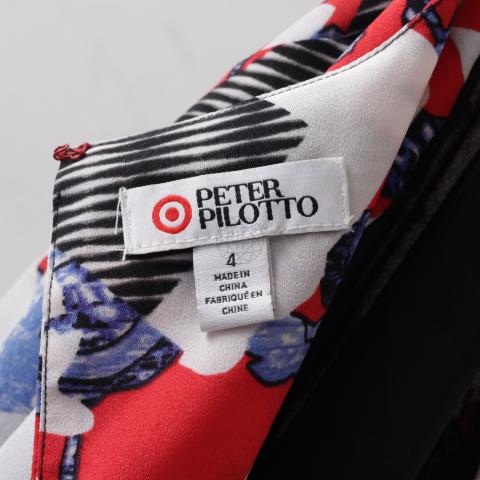 PETER
PILOTTO
4
MADE IN
CHINA
FABRIQUÉ EN
CHINE